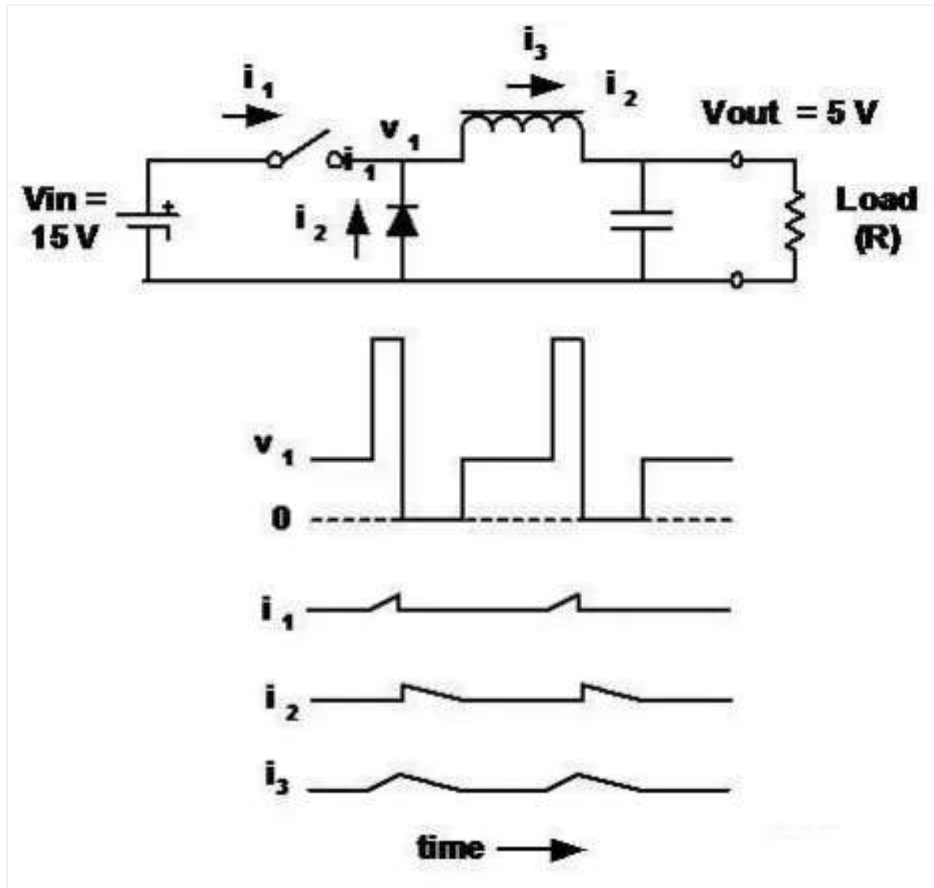 i3
i1
i2
Vout = 5 V
v1
i1
Vin =
15 V
i2
Load
(R)
v1
0
i1
i2
i3
time